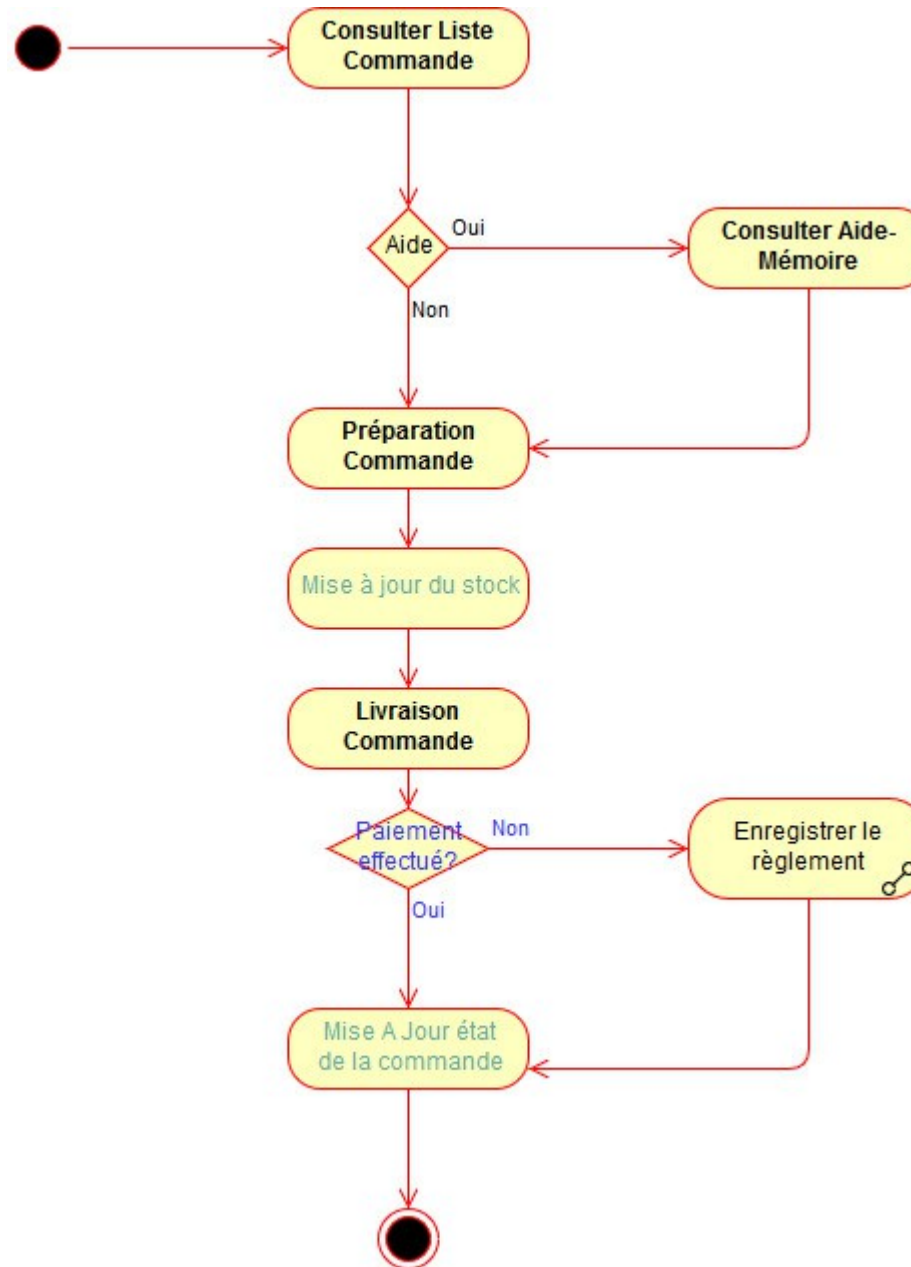 Consulter Liste
Commande
Aide
Oui
Consulter Aide-
Mémoire
Non
Préparation
Commande
Mise à jour du stock
Livraison
Commande
Paiement
effectué?
Non
Enregistrer le
règlement
Oui
Mise A Jour état
de la commande